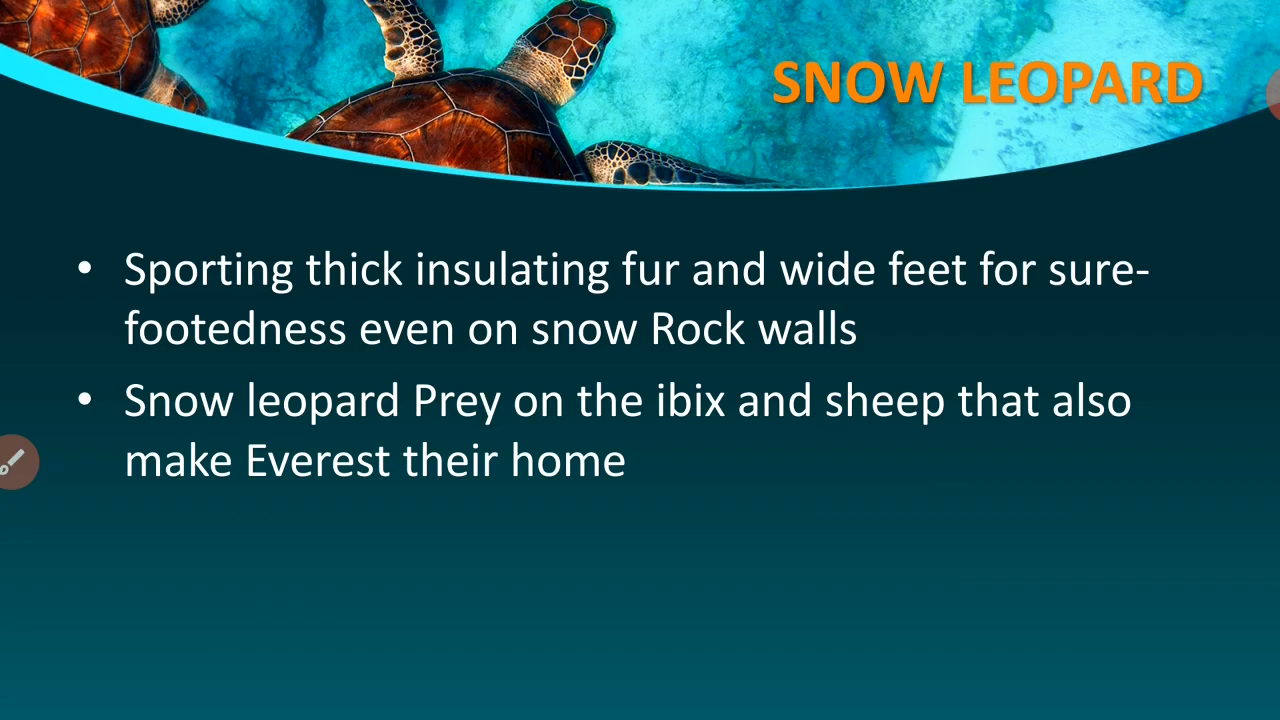 SNOW LEOPARD
• Sporting thick insulating fur and wide feet for sure-
footedness even on snow Rock walls
• Snow leopard Prey on the ibix and sheep that also
make Everest their home